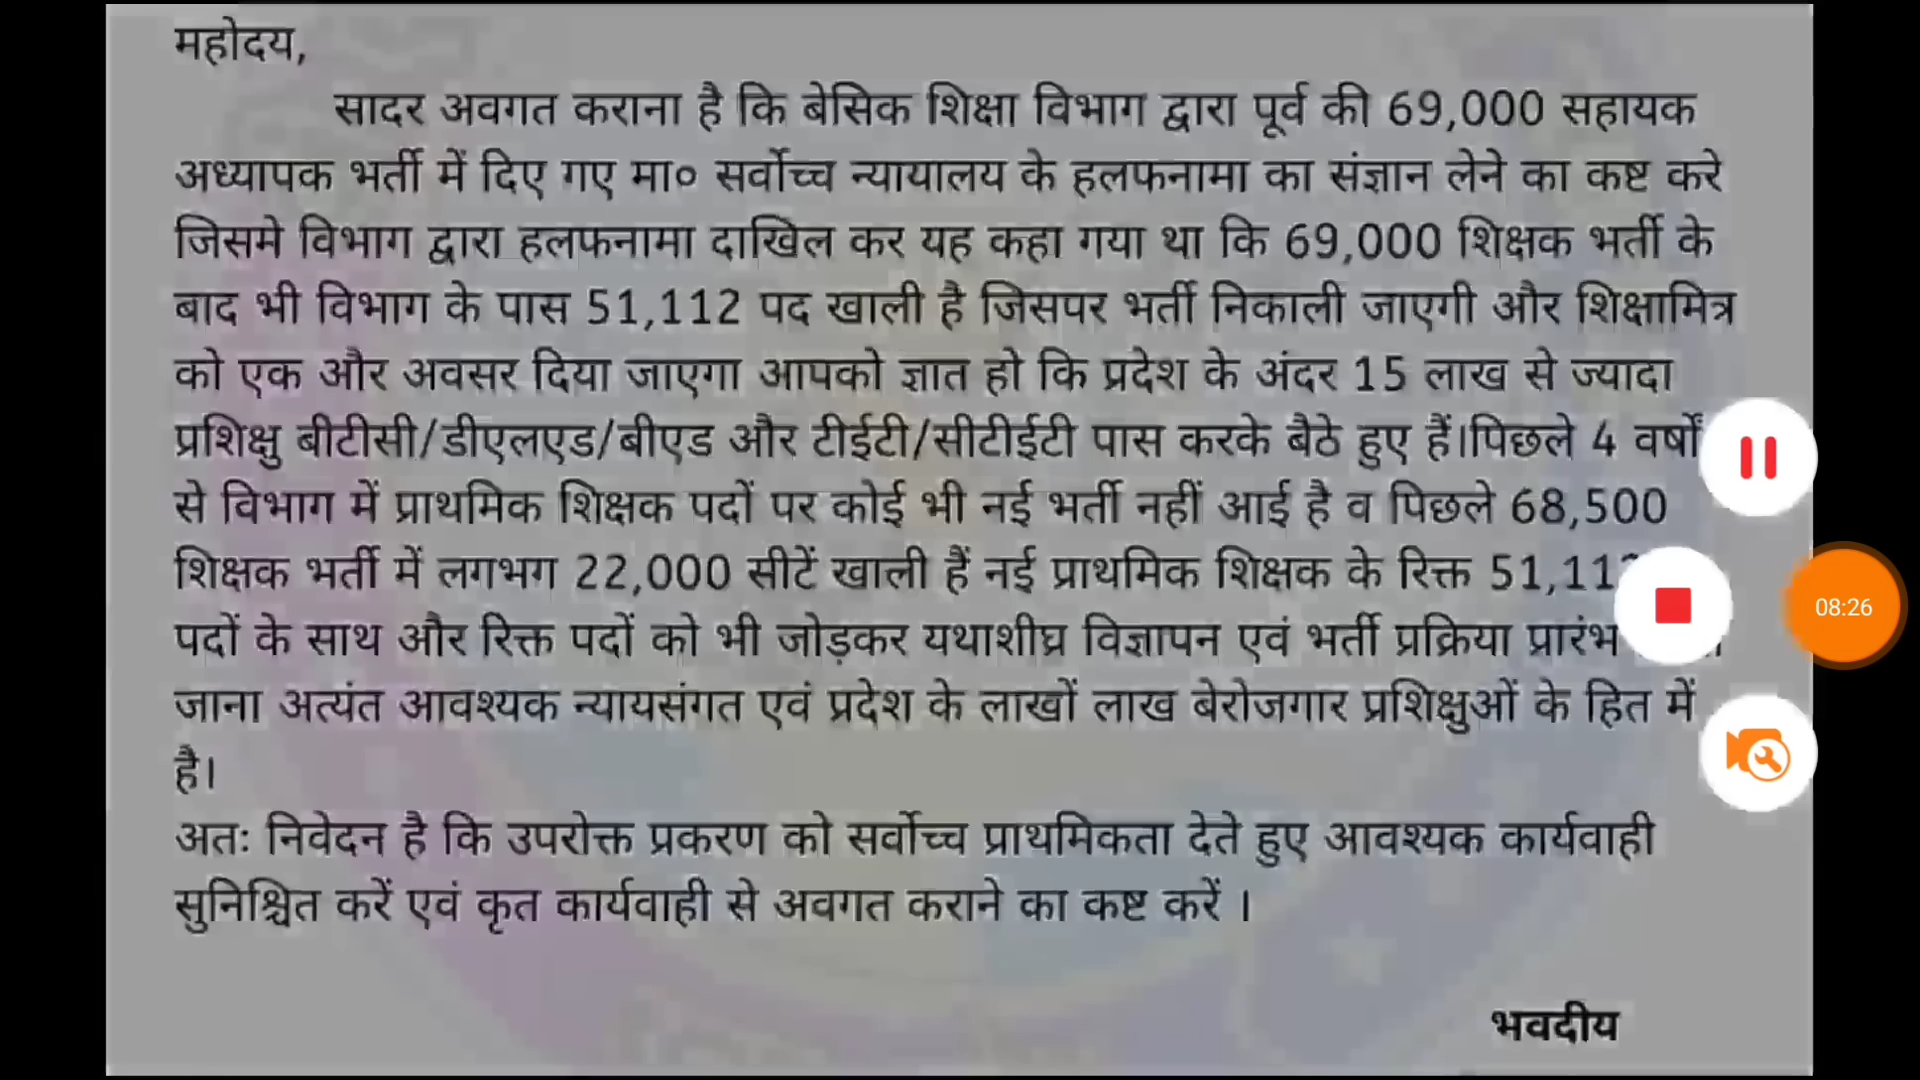 महोदय,
सादर अवगत कराना है कि बेसिक शिक्षा विभाग द्वारा पूर्व की 69,000 सहायक
अध्यापक भर्ती में दिए गए मा० सर्वोच्च न्यायालय के हलफनामा का संज्ञान लेने का कष्ट करे
जिसमे विभाग द्वारा हलफनामा दाखिल कर यह कहा गया था कि 69,000 शिक्षक भर्ती के
बाद भी विभाग के पास 51,112 पद खाली है जिसपर भर्ती निकाली जाएगी और शिक्षामित्र
को एक और अवसर दिया जाएगा आपको ज्ञात हो कि प्रदेश के अंदर 15 लाख से ज्यादा
प्रशिक्षु बीटीसी/डीएलएड/बीएड और टीईटी/सीटीईटी पास करके बैठे हुए हैं।पिछले 4 वर्षों
से विभाग में प्राथमिक शिक्षक पदों पर कोई भी नई भर्ती नहीं आई है व पिछले 68,500
शिक्षक भर्ती में लगभग 22,000 सीटें खाली हैं नई प्राथमिक शिक्षक के रिक्त
पदों के साथ और रिक्त पदों को भी जोड़कर यथाशीघ्र विज्ञापन एवं भर्ती प्रक्रिया प्रारंभ
जाना अत्यंत आवश्यक न्यायसंगत एवं प्रदेश के लाखों लाख बेरोजगार प्रशिक्षुओं के हित में
है।
अतः निवेदन है कि उपरोक्त प्रकरण को सर्वोच्च प्राथमिकता देते हुए आवश्यक कार्यवाही
सुनिश्चित करें एवं कृत कार्यवाही से अवगत कराने का कष्ट करें ।
भवदीय
08:26